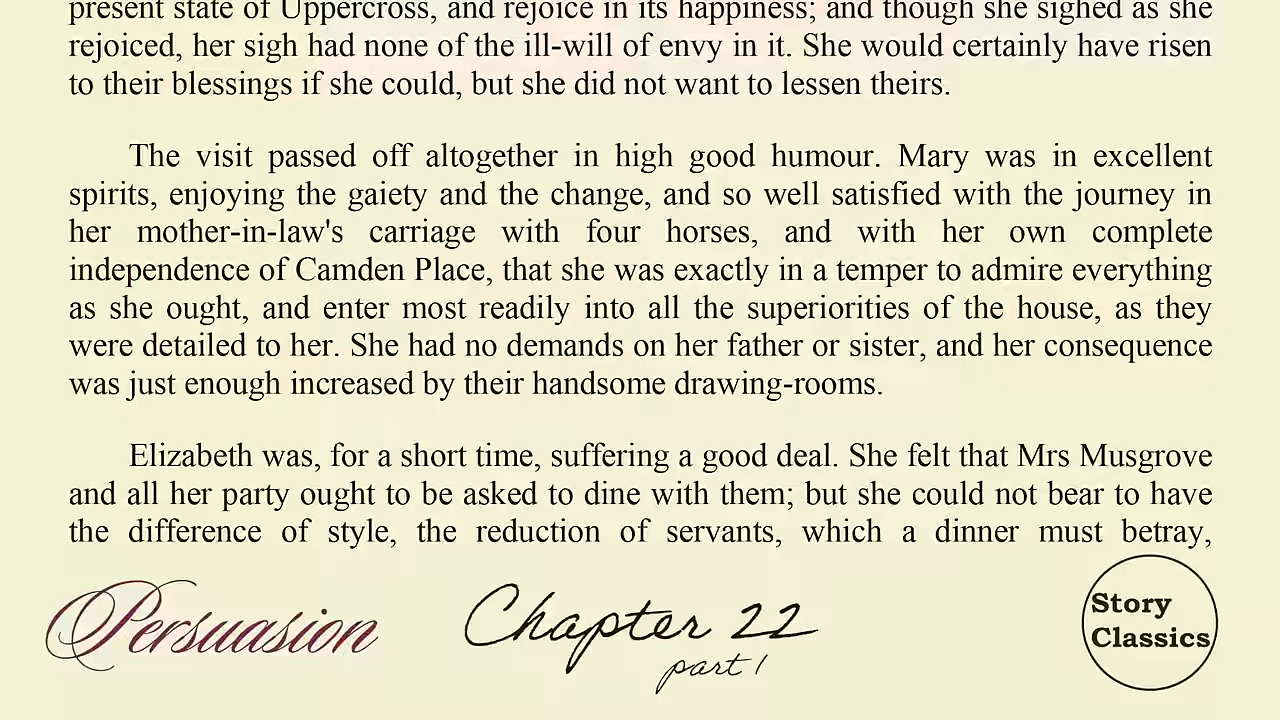 present state of Uppercross, and rejoice in its happiness; and though she sighed as she
rejoiced, her sigh had none of the ill-will of envy in it. She would certainly have risen
to their blessings if she could, but she did not want to lessen theirs.
The visit passed off altogether in high good humour. Mary was in excellent
spirits, enjoying the gaiety and the change, and so well satisfied with the journey in
her mother-in-law's carriage with four horses, and with her own complete
independence of Camden Place, that she was exactly in a temper to admire everything
as she ought, and enter most readily into all the superiorities of the house, as they
were detailed to her. She had no demands on her father or sister, and her consequence
was just enough increased by their handsome drawing-rooms.
Elizabeth was, for a short time, suffering a good deal. She felt that Mrs Musgrove
and all her party ought to be asked to dine with them; but she could not bear to have
the difference of style, the reduction of servants, which a dinner must betray,
Persuasion
Chapter 22
part 1
Story
Classics